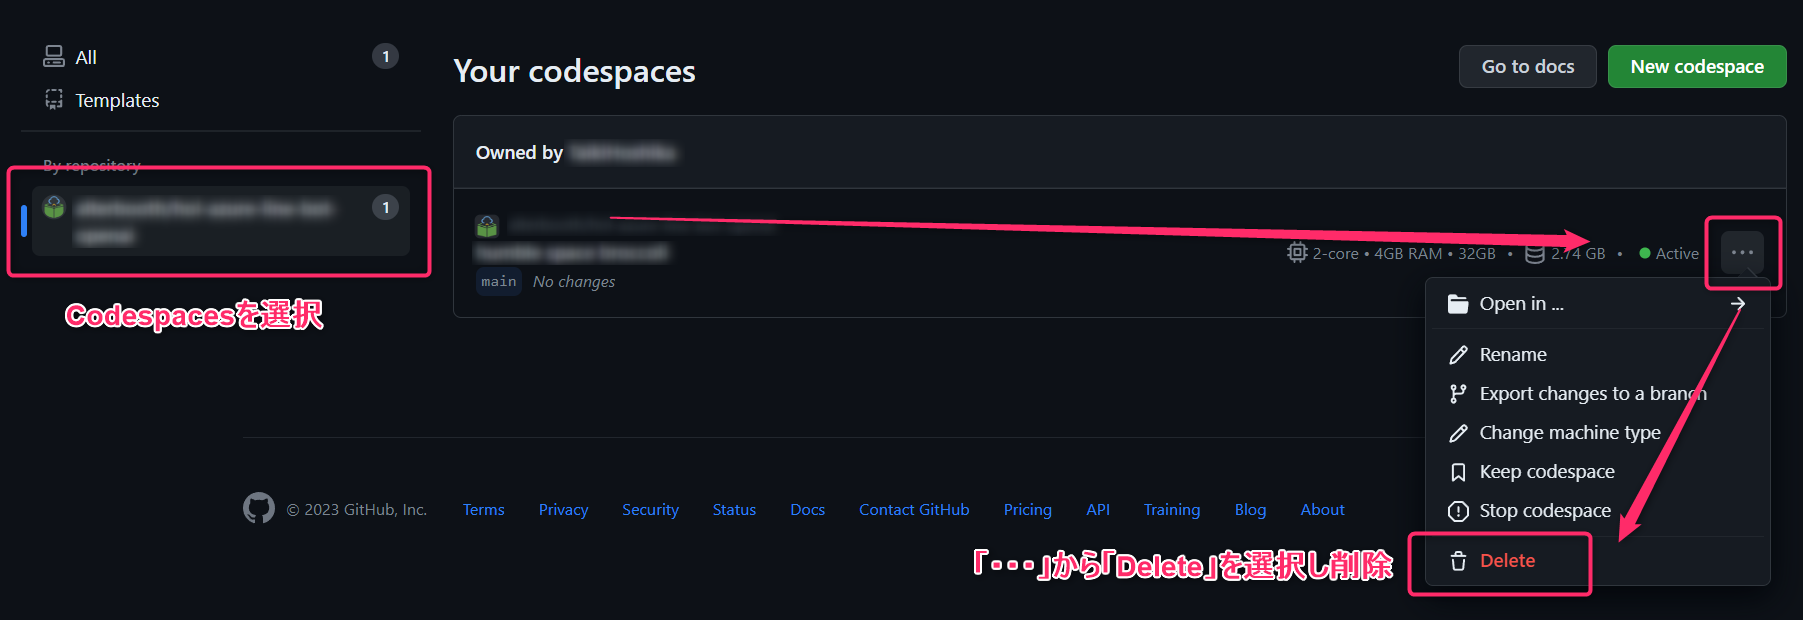 All 1
Templates
By repository
1
Codespacesを選択
Your codespaces
Go to docs
New codespace
Owned by
2-core • 4GB RAM • 32GB • 2.74 GB • Active
main No changes
Open in ...
Rename
Export changes to a branch
Change machine type
Keep codespace
Stop codespace
Delete
「・・・」から「Delete」を選択し削除
© 2023 GitHub, Inc. Terms Privacy Security Status Docs Contact GitHub Pricing API Training Blog About